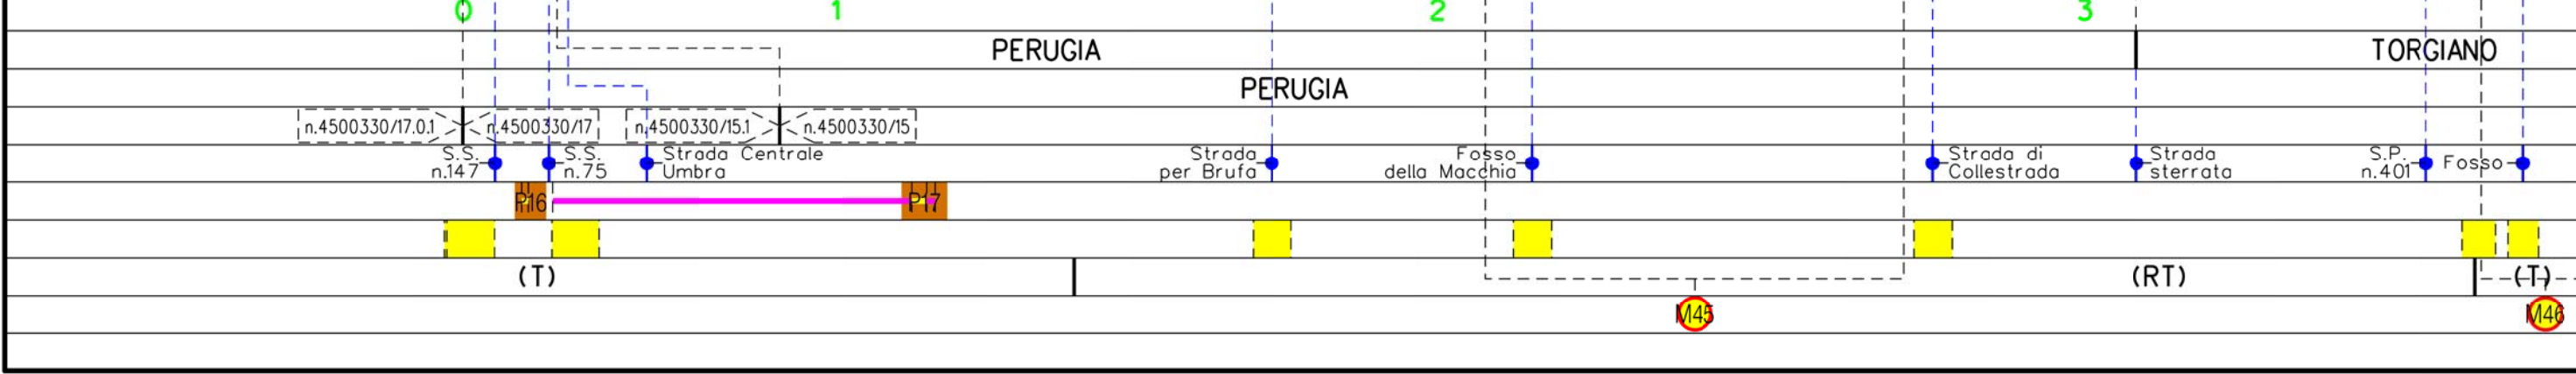 0 1 2 3
PERUGIA TORGIANO
PERUGIA
n.4500330/17.0.1 n.4500330/17 n.4500330/15.1 n.4500330/15
S.S. S.S. Strada Centrale Strada Fosso Strada di Strada S.P. Fosso
n.147 n.75 Umbra per Brufa della Macchia Collestrada sterrata n.401
P16 P17
(T) (RT) (T)
M45 M46